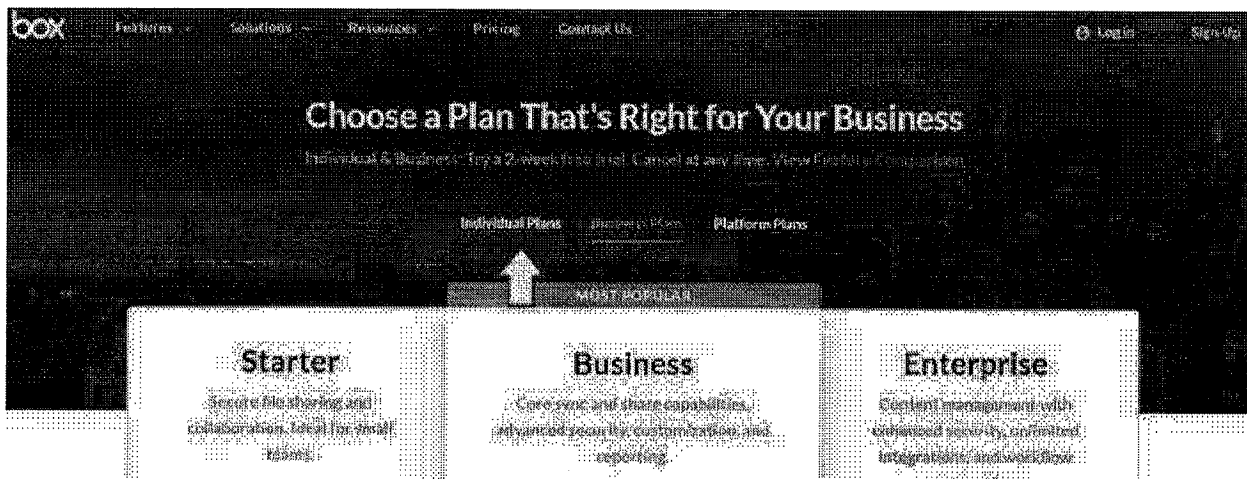 box Features Solutions Resources Pricing Contact Us Log In Sign Up
Choose a Plan That's Right for Your Business
Individual & Business: Try a 2-week free trial. Cancel at any time. View Feature Comparison
Individual Plans Business Plans Platform Plans
MOST POPULAR
Starter
Secure file sharing and
collaboration. Ideal for small
teams.
Business
Core sync and share capabilities,
advanced security, customization, and
reporting.
Enterprise
Content management with
enhanced security, unlimited
integrations, and workflow